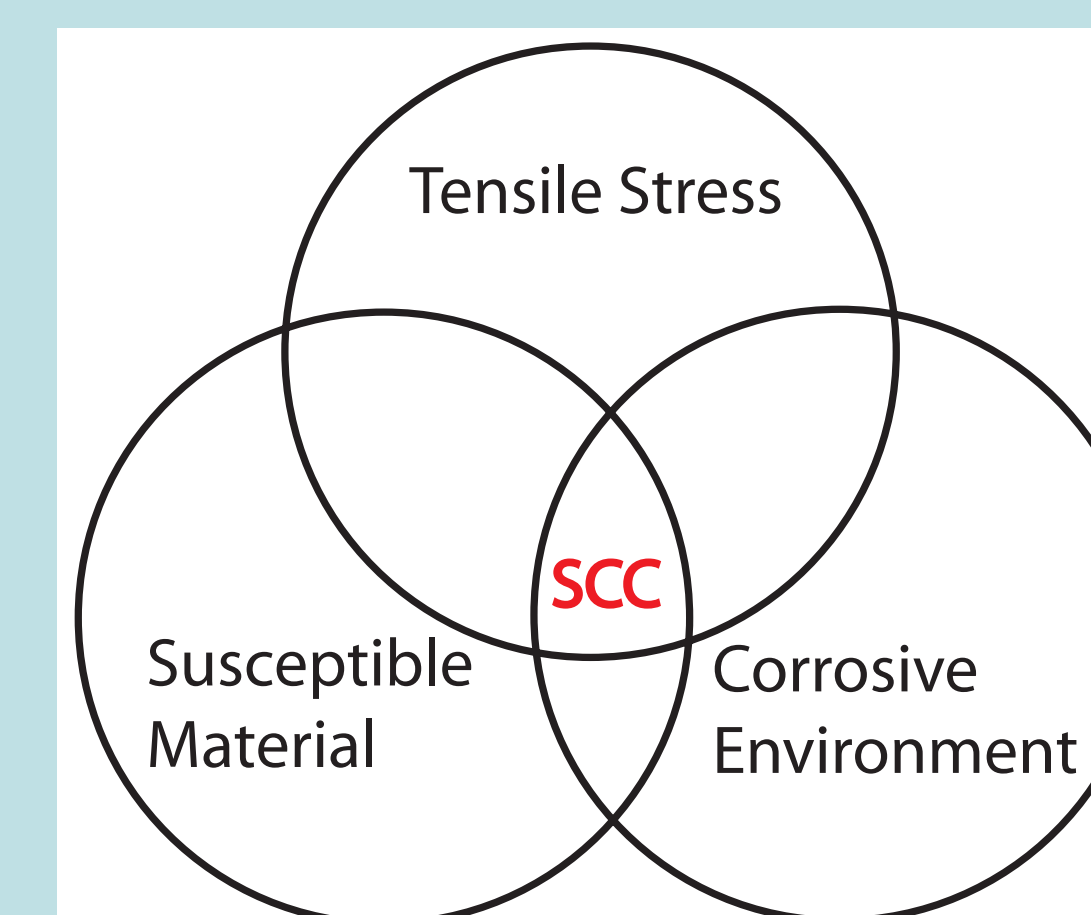 Tensile Stress
SCC
Susceptible
Material
Corrosive
Environment